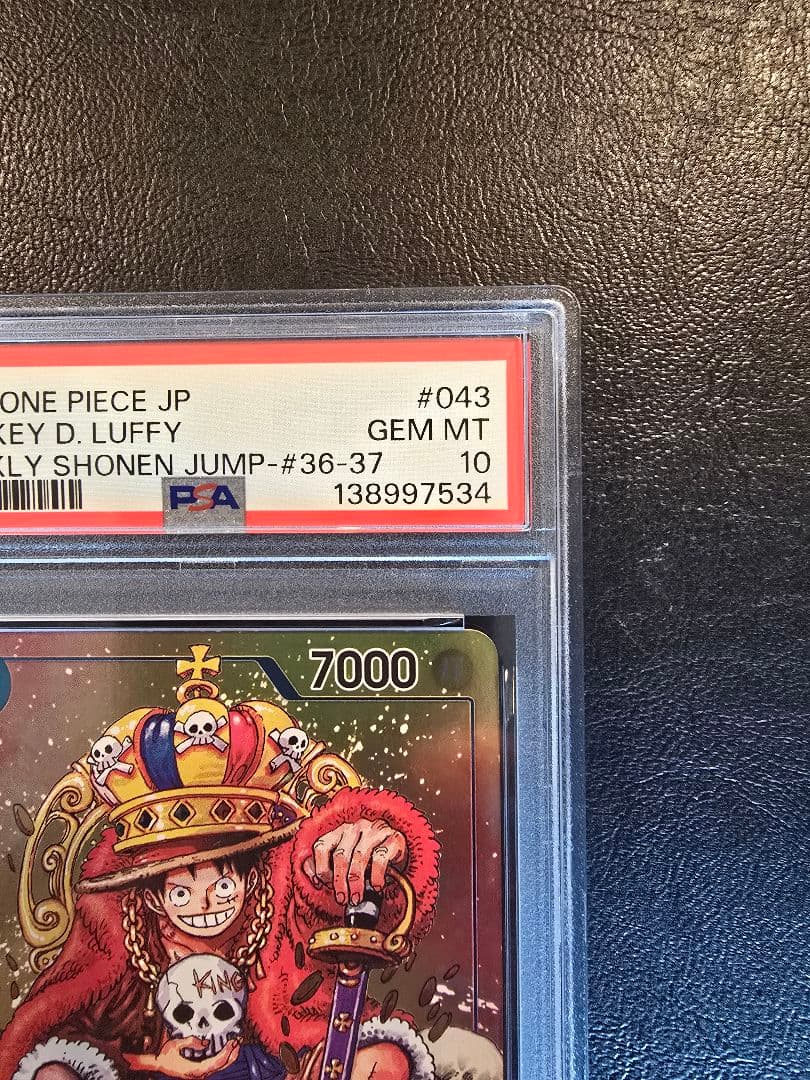 ONE PIECE JP #043
KEY D. LUFFY GEM MT
KLY SHONEN JUMP-#36-37 10
PSA 138997534
7000
KING